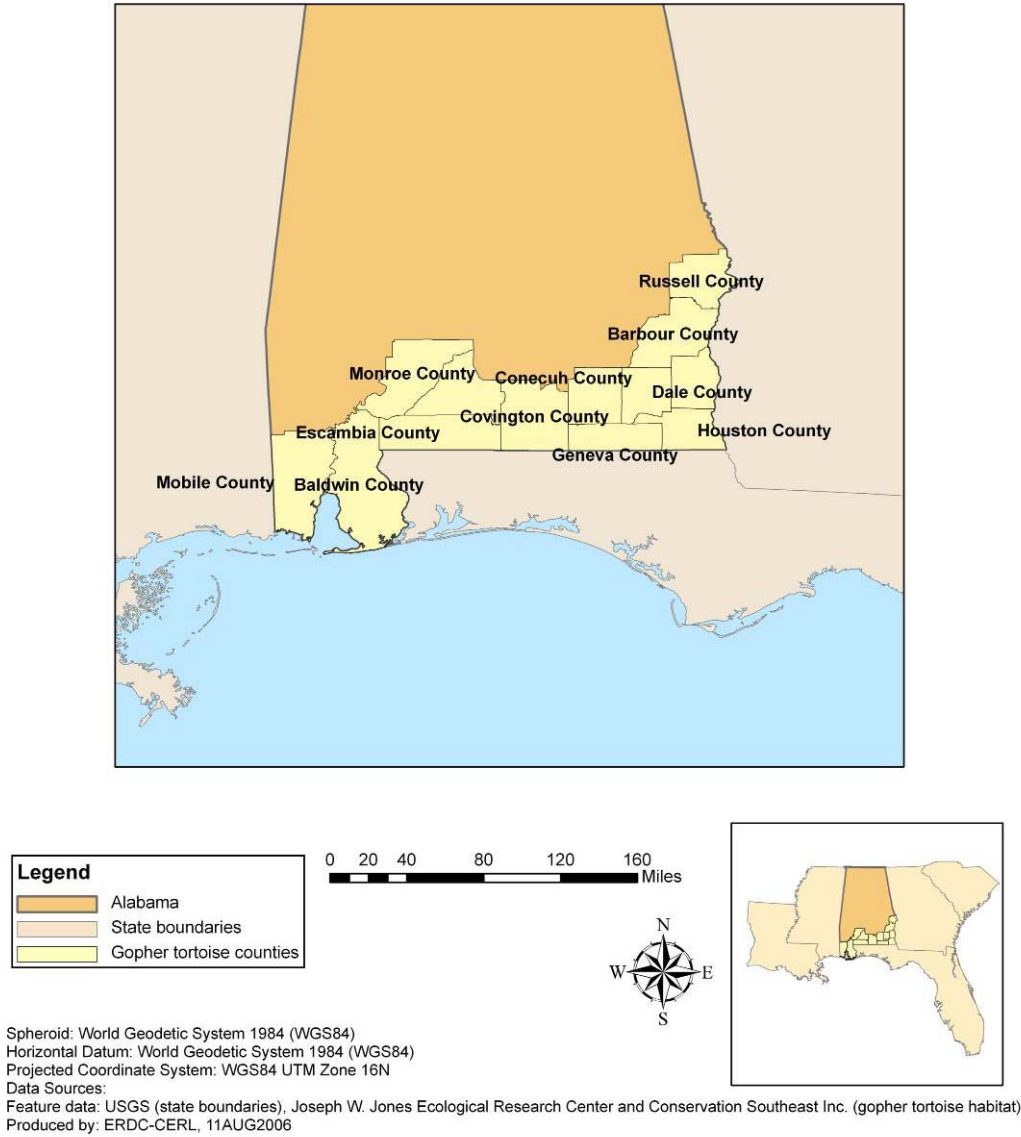 Russell County
Barbour County
Monroe County
Conecuh County
Dale County
Covington County
Escambia County
Houston County
Geneva County
Mobile County
Baldwin County
Legend
Alabama
State boundaries
Gopher tortoise counties
0 20 40 80 120 160
Miles
N
W E
S
Spheroid: World Geodetic System 1984 (WGS84)
Horizontal Datum: World Geodetic System 1984 (WGS84)
Projected Coordinate System: WGS84 UTM Zone 16N
Data Sources:
Feature data: USGS (state boundaries), Joseph W. Jones Ecological Research Center and Conservation Southeast Inc. (gopher tortoise habitat)
Produced by: ERDC-CERL, 11AUG2006